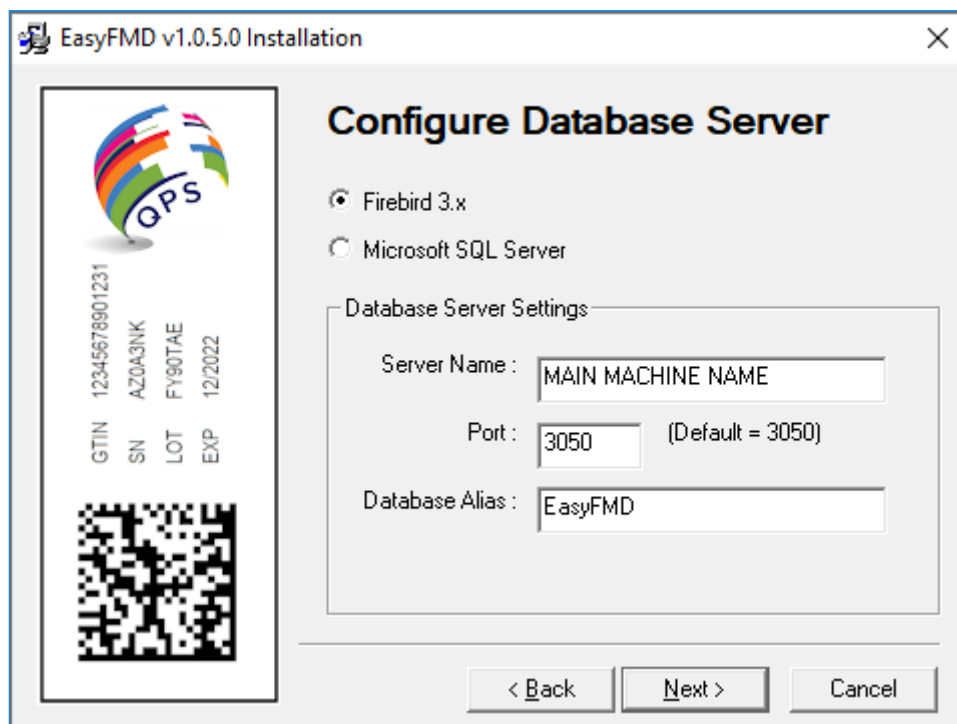 EasyFMD v1.0.5.0 Installation
QPS
GTIN 12345678901231
SN AZ0A3NK
LOT FY90TAE
EXP 12/2022
Configure Database Server
Firebird 3.x
Microsoft SQL Server
Database Server Settings
Server Name : MAIN MACHINE NAME
Port : 3050 (Default = 3050)
Database Alias : EasyFMD
< Back Next > Cancel